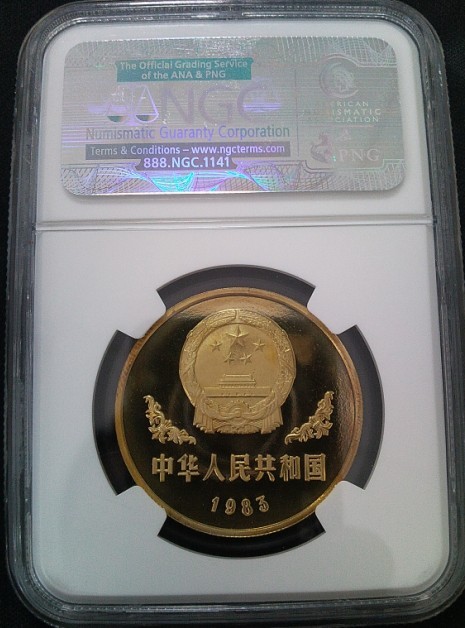 The Official Grading Service
of the ANA & PNG
NGC
Numismatic Guaranty Corporation
Terms & Conditions – www.ngcterms.com
888.NGC.1141
AMERICAN
NUMISMATIC
ASSOCIATION
PNG
中华人民共和国
1983